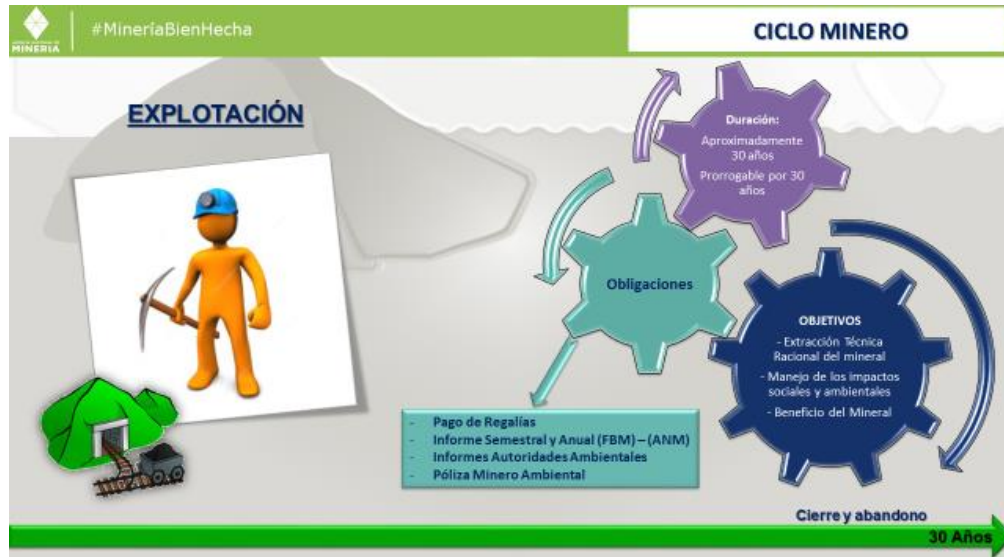 #MineríaBienHecha
CICLO MINERO
MINERÍA
EXPLOTACIÓN
Duración:
Aproximadamente
30 años
Prorrogable por 30
años
Obligaciones
OBJETIVOS
- Extracción Técnica
Racional del mineral
- Manejo de los impactos
sociales y ambientales
- Beneficio del Mineral
- Pago de Regalías
- Informe Semestral y Anual (FBM) – (ANM)
- Informes Autoridades Ambientales
- Póliza Minero Ambiental
Cierre y abandono
30 Años